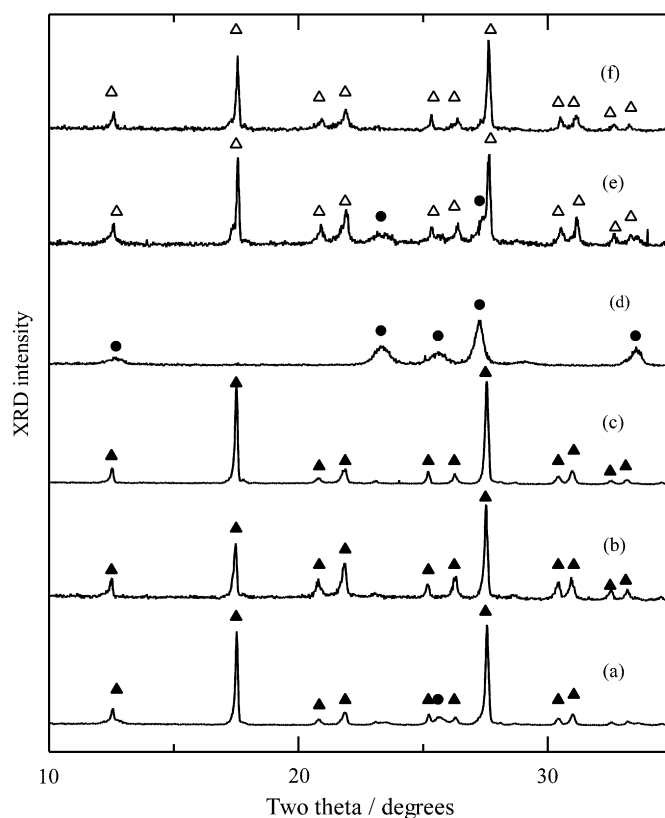 (f)
(e)
(d)
(c)
(b)
(a)
XRD intensity
10
20
30
Two theta / degrees